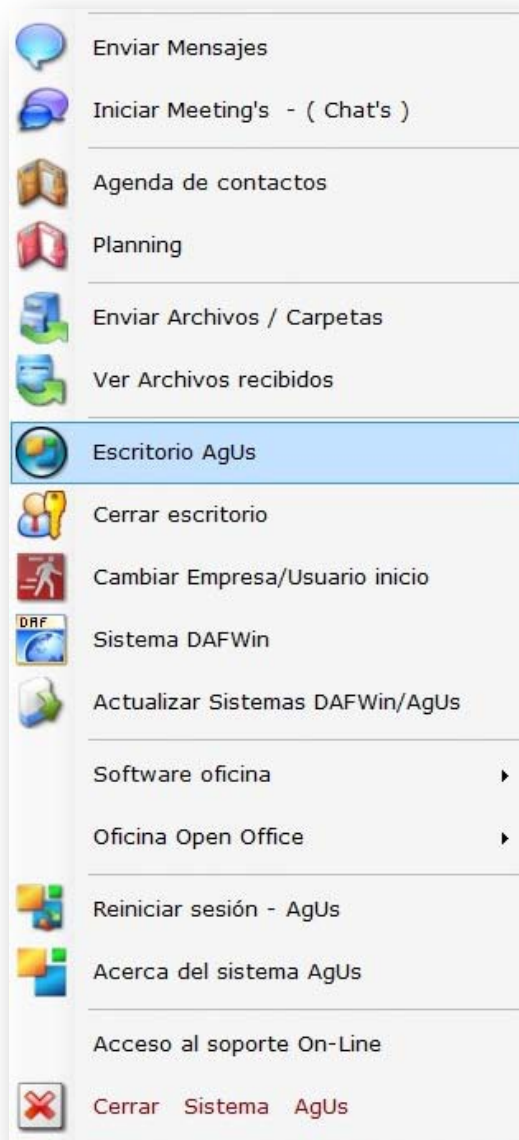 Enviar Mensajes
Iniciar Meeting's - ( Chat's )
Agenda de contactos
Planning
Enviar Archivos / Carpetas
Ver Archivos recibidos
Escritorio AgUs
Cerrar escritorio
Cambiar Empresa/Usuario inicio
DAF
Sistema DAFWin
Actualizar Sistemas DAFWin/AgUs
Software oficina
Oficina Open Office
Reiniciar sesión - AgUs
Acerca del sistema AgUs
Acceso al soporte On-Line
Cerrar Sistema AgUs